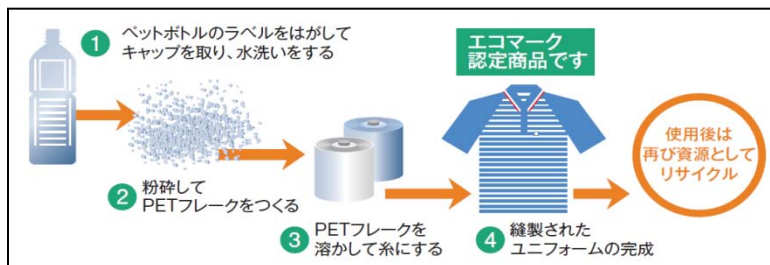 1 ペットボトルのラベルをはがして
キャップを取り、水洗いをする
2 粉砕して
PETフレークをつくる
3 PETフレークを
溶かして糸にする
エコマーク
認定商品です
4 縫製された
ユニフォームの完成
使用後は
再び資源として
リサイクル